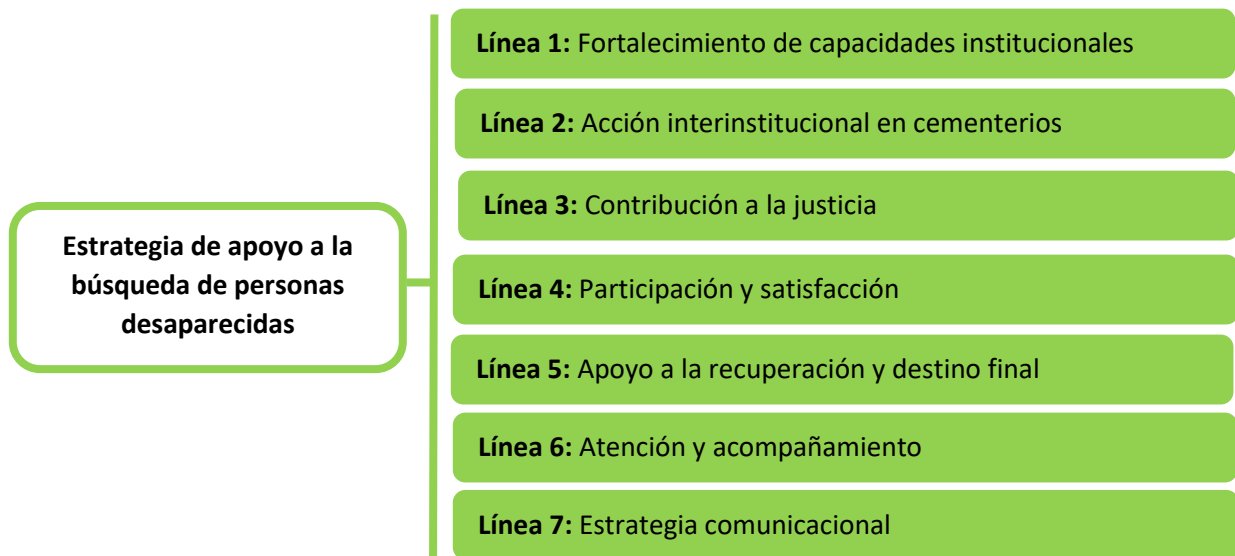 Línea 1: Fortalecimiento de capacidades institucionales
Línea 2: Acción interinstitucional en cementerios
Línea 3: Contribución a la justicia
Estrategia de apoyo a la
búsqueda de personas
desaparecidas
Línea 4: Participación y satisfacción
Línea 5: Apoyo a la recuperación y destino final
Línea 6: Atención y acompañamiento
Línea 7: Estrategia comunicacional